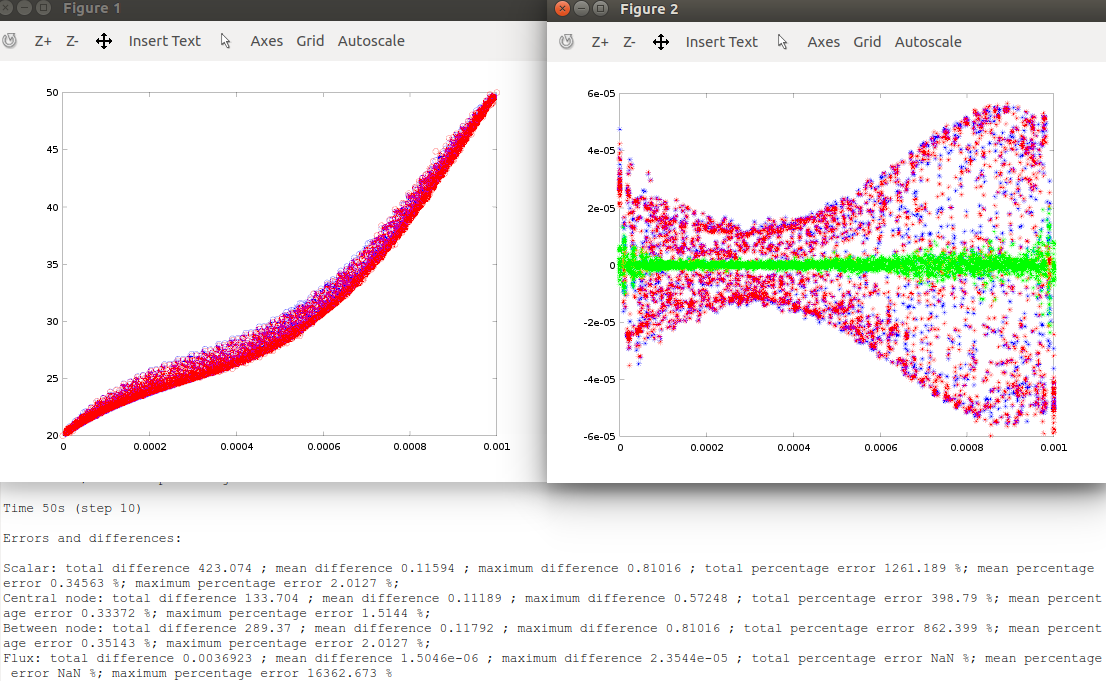 Figure 1
Z+ Z- Insert Text Axes Grid Autoscale
50
45
40
35
30
25
20
0 0.0002 0.0004 0.0006 0.0008 0.001
Figure 2
Z+ Z- Insert Text Axes Grid Autoscale
6e-05
4e-05
2e-05
0
-2e-05
-4e-05
-6e-05
0 0.0002 0.0004 0.0006 0.0008 0.001
Time 50s (step 10)
Errors and differences:
Scalar: total difference 423.074 ; mean difference 0.11594 ; maximum difference 0.81016 ; total percentage error 1261.189 %; mean percentage
error 0.34563 %; maximum percentage error 2.0127 %;
Central node: total difference 133.704 ; mean difference 0.11189 ; maximum difference 0.57248 ; total percentage error 398.79 %; mean percent
age error 0.33372 %; maximum percentage error 1.5144 %;
Between node: total difference 289.37 ; mean difference 0.11792 ; maximum difference 0.81016 ; total percentage error 862.399 %; mean percent
age error 0.35143 %; maximum percentage error 2.0127 %;
Flux: total difference 0.0036923 ; mean difference 1.5046e-06 ; maximum difference 2.3544e-05 ; total percentage error NaN %; mean percentage
error NaN %; maximum percentage error 16362.673 %